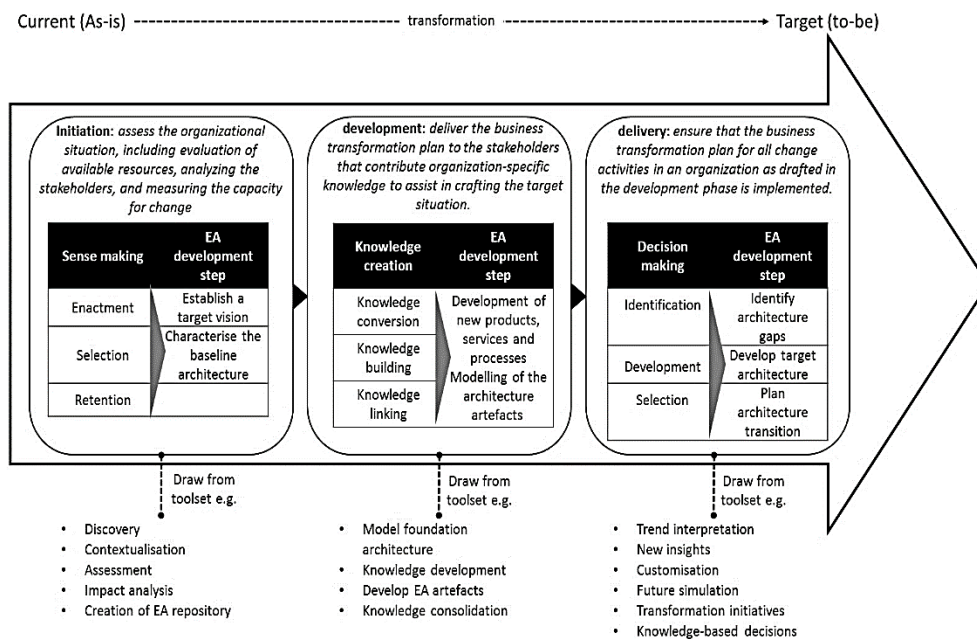 Current (As-is)
transformation
Target (to-be)
Initiation: assess the organizational
situation, including evaluation of
available resources, analyzing the
stakeholders, and measuring the capacity
for change
Sense making
EA
development
step
Enactment
Establish a
target vision
Selection
Characterise the
baseline
architecture
Retention
development: deliver the business
transformation plan to the stakeholders
that contribute organization-specific
knowledge to assist in crafting the target
situation.
Knowledge
creation
EA
development
step
Knowledge
conversion
Knowledge
building
Knowledge
linking
Development of
new products,
services and
processes
Modelling of the
architecture
artefacts
delivery: ensure that the business
transformation plan for all change
activities in an organization as drafted
in the development phase is implemented.
Decision
making
EA
development
step
Identification
Identify
architecture
gaps
Development
Develop target
architecture
Selection
Plan
architecture
transition
Draw from
toolset e.g.
• Discovery
• Contextualisation
• Assessment
• Impact analysis
• Creation of EA repository
Draw from
toolset e.g.
• Model foundation
architecture
• Knowledge development
• Develop EA artefacts
• Knowledge consolidation
Draw from
toolset e.g.
• Trend interpretation
• New insights
• Customisation
• Future simulation
• Transformation initiatives
• Knowledge-based decisions